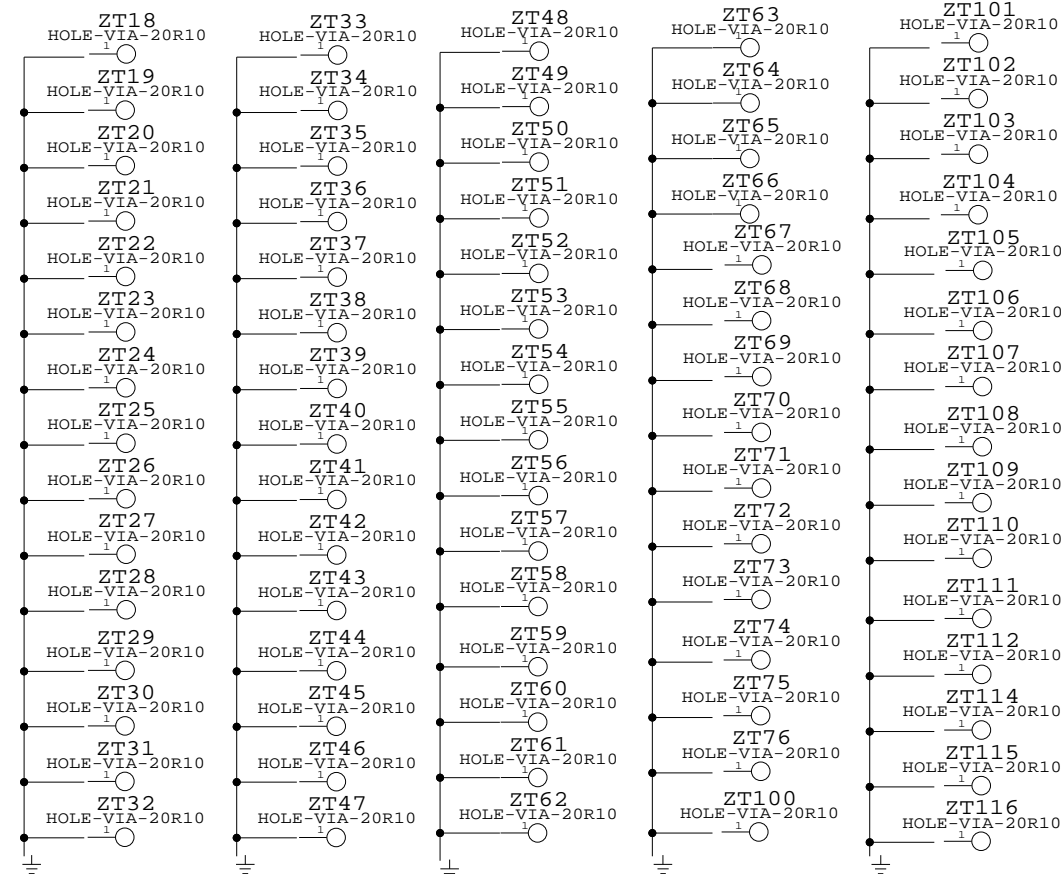 ZT18
HOLE-VIA-20R10
1
ZT19
HOLE-VIA-20R10
1
ZT20
HOLE-VIA-20R10
1
ZT21
HOLE-VIA-20R10
1
ZT22
HOLE-VIA-20R10
1
ZT23
HOLE-VIA-20R10
1
ZT24
HOLE-VIA-20R10
1
ZT25
HOLE-VIA-20R10
1
ZT26
HOLE-VIA-20R10
1
ZT27
HOLE-VIA-20R10
1
ZT28
HOLE-VIA-20R10
1
ZT29
HOLE-VIA-20R10
1
ZT30
HOLE-VIA-20R10
1
ZT31
HOLE-VIA-20R10
1
ZT32
HOLE-VIA-20R10
1
ZT33
HOLE-VIA-20R10
1
ZT34
HOLE-VIA-20R10
1
ZT35
HOLE-VIA-20R10
1
ZT36
HOLE-VIA-20R10
1
ZT37
HOLE-VIA-20R10
1
ZT38
HOLE-VIA-20R10
1
ZT39
HOLE-VIA-20R10
1
ZT40
HOLE-VIA-20R10
1
ZT41
HOLE-VIA-20R10
1
ZT42
HOLE-VIA-20R10
1
ZT43
HOLE-VIA-20R10
1
ZT44
HOLE-VIA-20R10
1
ZT45
HOLE-VIA-20R10
1
ZT46
HOLE-VIA-20R10
1
ZT47
HOLE-VIA-20R10
1
ZT48
HOLE-VIA-20R10
1
ZT49
HOLE-VIA-20R10
1
ZT50
HOLE-VIA-20R10
1
ZT51
HOLE-VIA-20R10
1
ZT52
HOLE-VIA-20R10
1
ZT53
HOLE-VIA-20R10
1
ZT54
HOLE-VIA-20R10
1
ZT55
HOLE-VIA-20R10
1
ZT56
HOLE-VIA-20R10
1
ZT57
HOLE-VIA-20R10
1
ZT58
HOLE-VIA-20R10
1
ZT59
HOLE-VIA-20R10
1
ZT60
HOLE-VIA-20R10
1
ZT61
HOLE-VIA-20R10
1
ZT62
HOLE-VIA-20R10
1
ZT63
HOLE-VIA-20R10
1
ZT64
HOLE-VIA-20R10
1
ZT65
HOLE-VIA-20R10
1
ZT66
HOLE-VIA-20R10
1
ZT67
HOLE-VIA-20R10
1
ZT68
HOLE-VIA-20R10
1
ZT69
HOLE-VIA-20R10
1
ZT70
HOLE-VIA-20R10
1
ZT71
HOLE-VIA-20R10
1
ZT72
HOLE-VIA-20R10
1
ZT73
HOLE-VIA-20R10
1
ZT74
HOLE-VIA-20R10
1
ZT75
HOLE-VIA-20R10
1
ZT76
HOLE-VIA-20R10
1
ZT100
HOLE-VIA-20R10
1
ZT101
HOLE-VIA-20R10
1
ZT102
HOLE-VIA-20R10
1
ZT103
HOLE-VIA-20R10
1
ZT104
HOLE-VIA-20R10
1
ZT105
HOLE-VIA-20R10
1
ZT106
HOLE-VIA-20R10
1
ZT107
HOLE-VIA-20R10
1
ZT108
HOLE-VIA-20R10
1
ZT109
HOLE-VIA-20R10
1
ZT110
HOLE-VIA-20R10
1
ZT111
HOLE-VIA-20R10
1
ZT112
HOLE-VIA-20R10
1
ZT114
HOLE-VIA-20R10
1
ZT115
HOLE-VIA-20R10
1
ZT116
HOLE-VIA-20R10
1